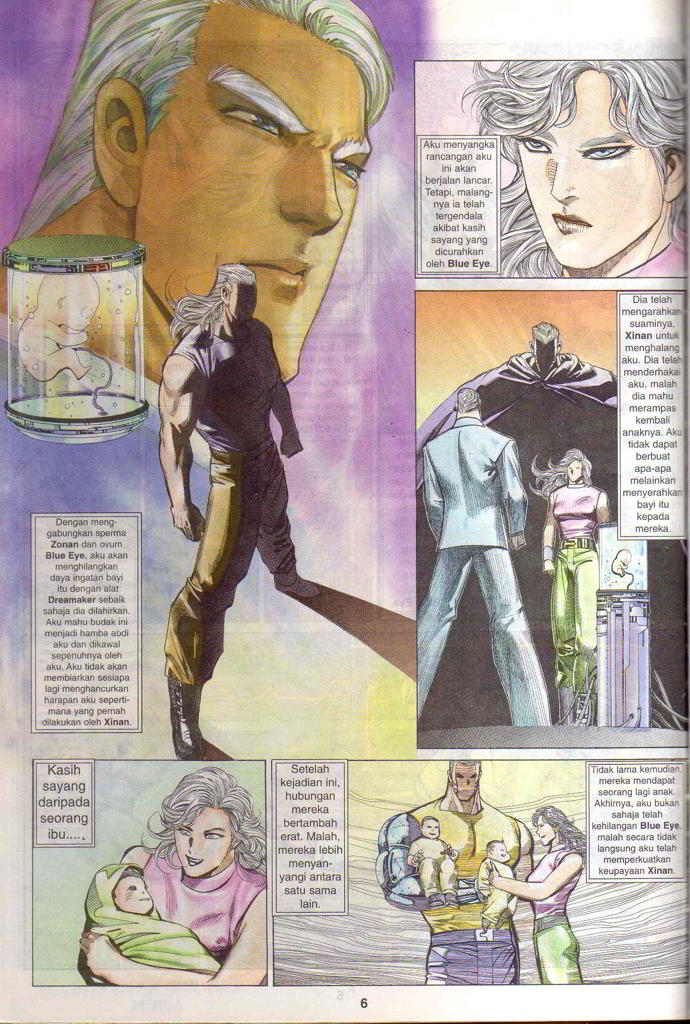 Aku menyangka
rancangan aku
ini akan
berjalan lancar.
Tetapi, malang-
nya ia telah
tergendala
akibat kasih
sayang yang
dicurahkan
oleh Blue Eye.
Dia telah
mengarahkan
suaminya,
Xinan untuk
menghalang
aku. Dia telah
menderhakai
aku, malah
dia mahu
merampas
kembali
anaknya. Aku
tidak dapat
berbuat
apa-apa
melainkan
menyerahkan
bayi itu
kepada
mereka.
Dengan meng-
gabungkan sperma
Zonan dan ovum
Blue Eye, aku akan
menghilangkan
daya ingatan bayi
itu dengan alat
Dreamaker sebaik
sahaja dia dilahirkan.
Aku mahu budak ini
menjadi hamba abdi
aku dan dikawal
sepenuhnya oleh
aku. Aku tidak akan
membiarkan sesiapa
lagi menghancurkan
harapan aku seperti-
mana yang pernah
dilakukan oleh Xinan.
Kasih
sayang
daripada
seorang
ibu....,
Setelah
kejadian ini,
hubungan
mereka
bertambah
erat. Malah,
mereka lebih
menyan-
yangi antara
satu sama
lain.
Tidak lama kemudian,
mereka mendapat
seorang lagi anak.
Akhirnya, aku bukan
sahaja telah
kehilangan Blue Eye,
malah secara tidak
langsung aku telah
memperkuatkan
keupayaan Xinan.
6